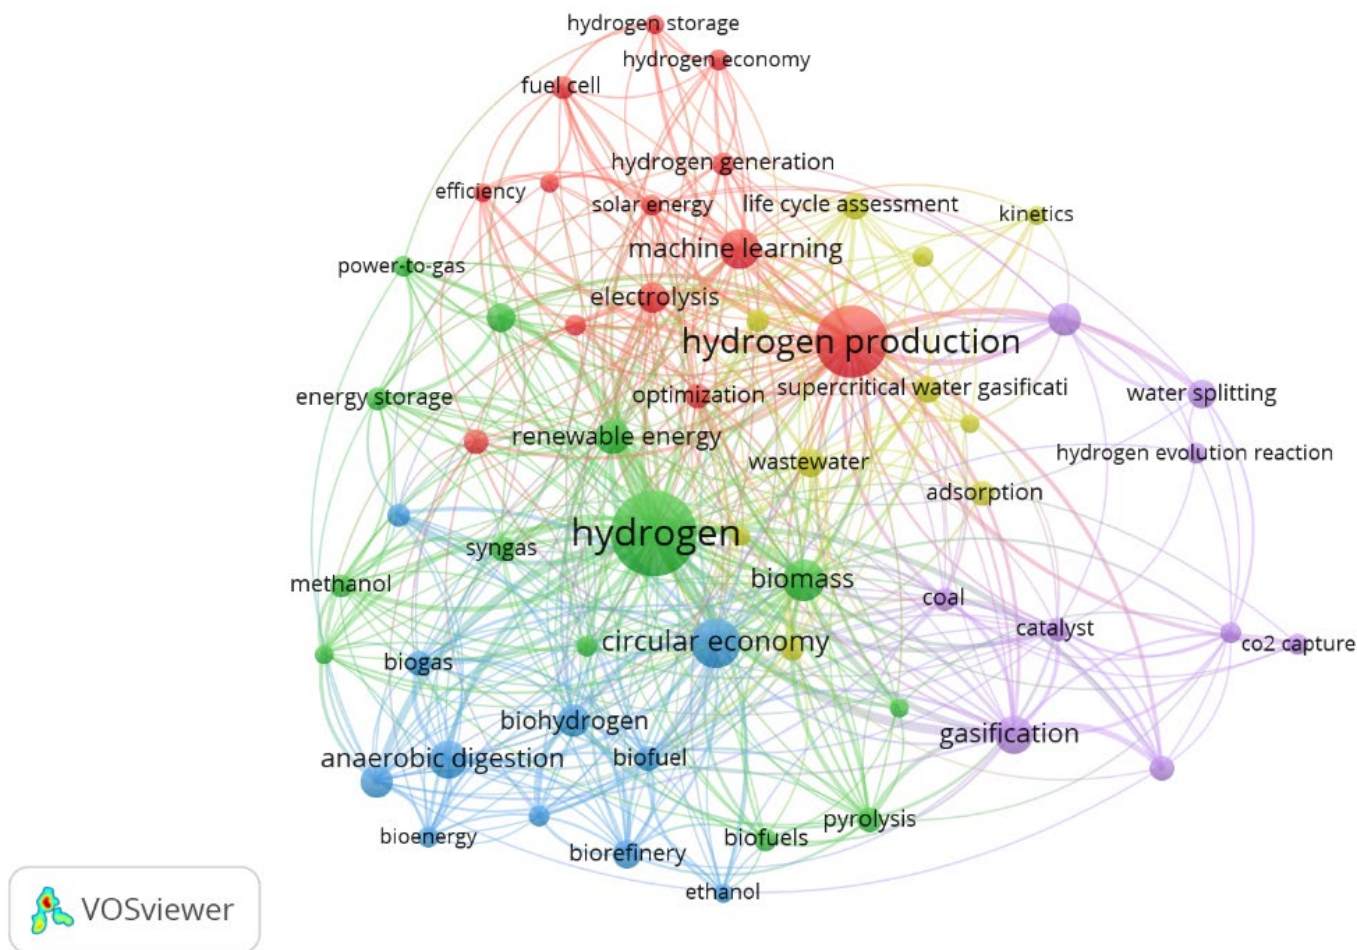 hydrogen storage
hydrogen economy
fuel cell
hydrogen generation
efficiency
solar energy
life cycle assessment
kinetics
machine learning
power-to-gas
electrolysis
hydrogen production
supercritical water gasificati
optimization
water splitting
energy storage
renewable energy
hydrogen evolution reaction
wastewater
adsorption
hydrogen
syngas
biomass
methanol
coal
catalyst
circular economy
co2 capture
biogas
biohydrogen
gasification
anaerobic digestion
biofuel
pyrolysis
bioenergy
biofuels
biorefinery
ethanol
VOSviewer